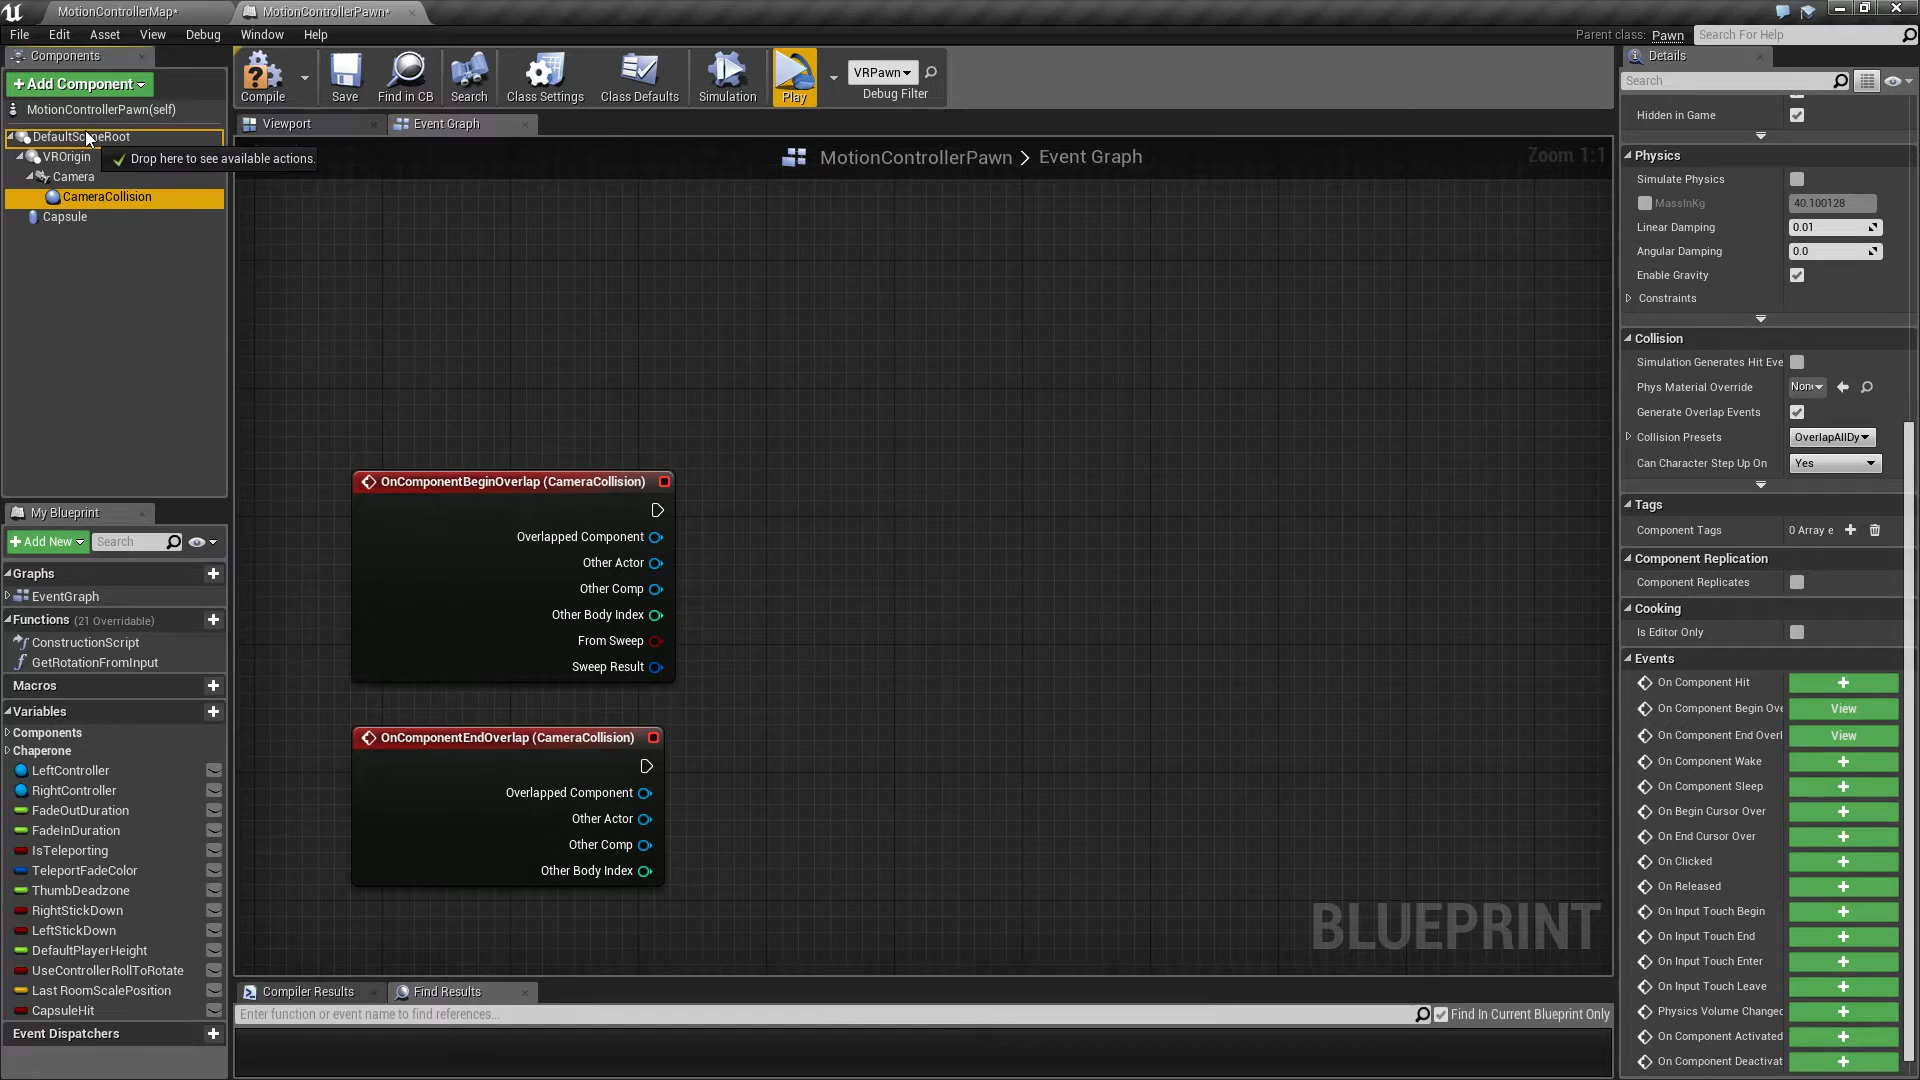 MotionControllerMap*
MotionControllerPawn*
File Edit Asset View Debug Window Help
Parent class: Pawn
Search For Help
Components
+Add Component
MotionControllerPawn(self)
DefaultSceneRoot
VROrigin
Drop here to see available actions.
Camera
CameraCollision
Capsule
Compile
Save
Find in CB
Search
Class Settings
Class Defaults
Simulation
Play
VRPawn
Debug Filter
Viewport
Event Graph
MotionControllerPawn > Event Graph
Zoom 1:1
OnComponentBeginOverlap (CameraCollision)
Overlapped Component
Other Actor
Other Comp
Other Body Index
From Sweep
Sweep Result
OnComponentEndOverlap (CameraCollision)
Overlapped Component
Other Actor
Other Comp
Other Body Index
BLUEPRINT
My Blueprint
+Add New
Search
Graphs
EventGraph
Functions (21 Overridable)
ConstructionScript
GetRotationFromInput
Macros
Variables
Components
Chaperone
LeftController
RightController
FadeOutDuration
FadeInDuration
IsTeleporting
TeleportFadeColor
ThumbDeadzone
RightStickDown
LeftStickDown
DefaultPlayerHeight
UseControllerRollToRotate
Last RoomScalePosition
CapsuleHit
Event Dispatchers
Compiler Results
Find Results
Enter function or event name to find references...
Find In Current Blueprint Only
Details
Search
Hidden in Game
Physics
Simulate Physics
MassInKg 40.100128
Linear Damping 0.01
Angular Damping 0.0
Enable Gravity
Constraints
Collision
Simulation Generates Hit Eve
Phys Material Override
Generate Overlap Events
Collision Presets OverlapAllDy
Can Character Step Up On Yes
Tags
Component Tags 0 Array e
Component Replication
Component Replicates
Cooking
Is Editor Only
Events
On Component Hit
On Component Begin Ove View
On Component End Overl View
On Component Wake
On Component Sleep
On Begin Cursor Over
On End Cursor Over
On Clicked
On Released
On Input Touch Begin
On Input Touch End
On Input Touch Enter
On Input Touch Leave
Physics Volume Changed
On Component Activated
On Component Deactivat